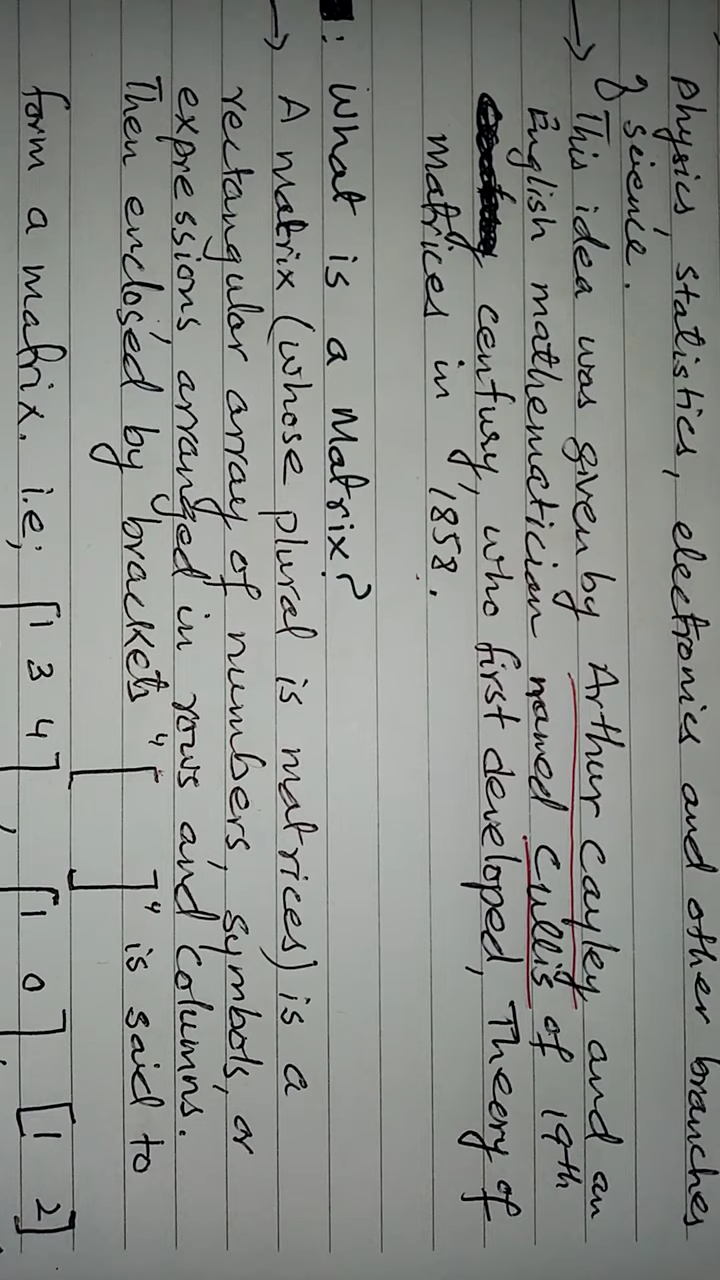 physics, statistics, electronics and other branches
of science.
→ This idea was given by Arthur Cayley and an
English mathematician named Cullis of 19th
century, who first developed, Theory of
matrices in 1858.
: What is a Matrix?
→ A matrix (whose plural is matrices) is a
rectangular array of numbers, symbols, or
expressions arranged in rows and columns.
Then enclosed by brackets "[ ]" is said to
form a matrix. i.e; [1 3 4], [1 0], [1 2]